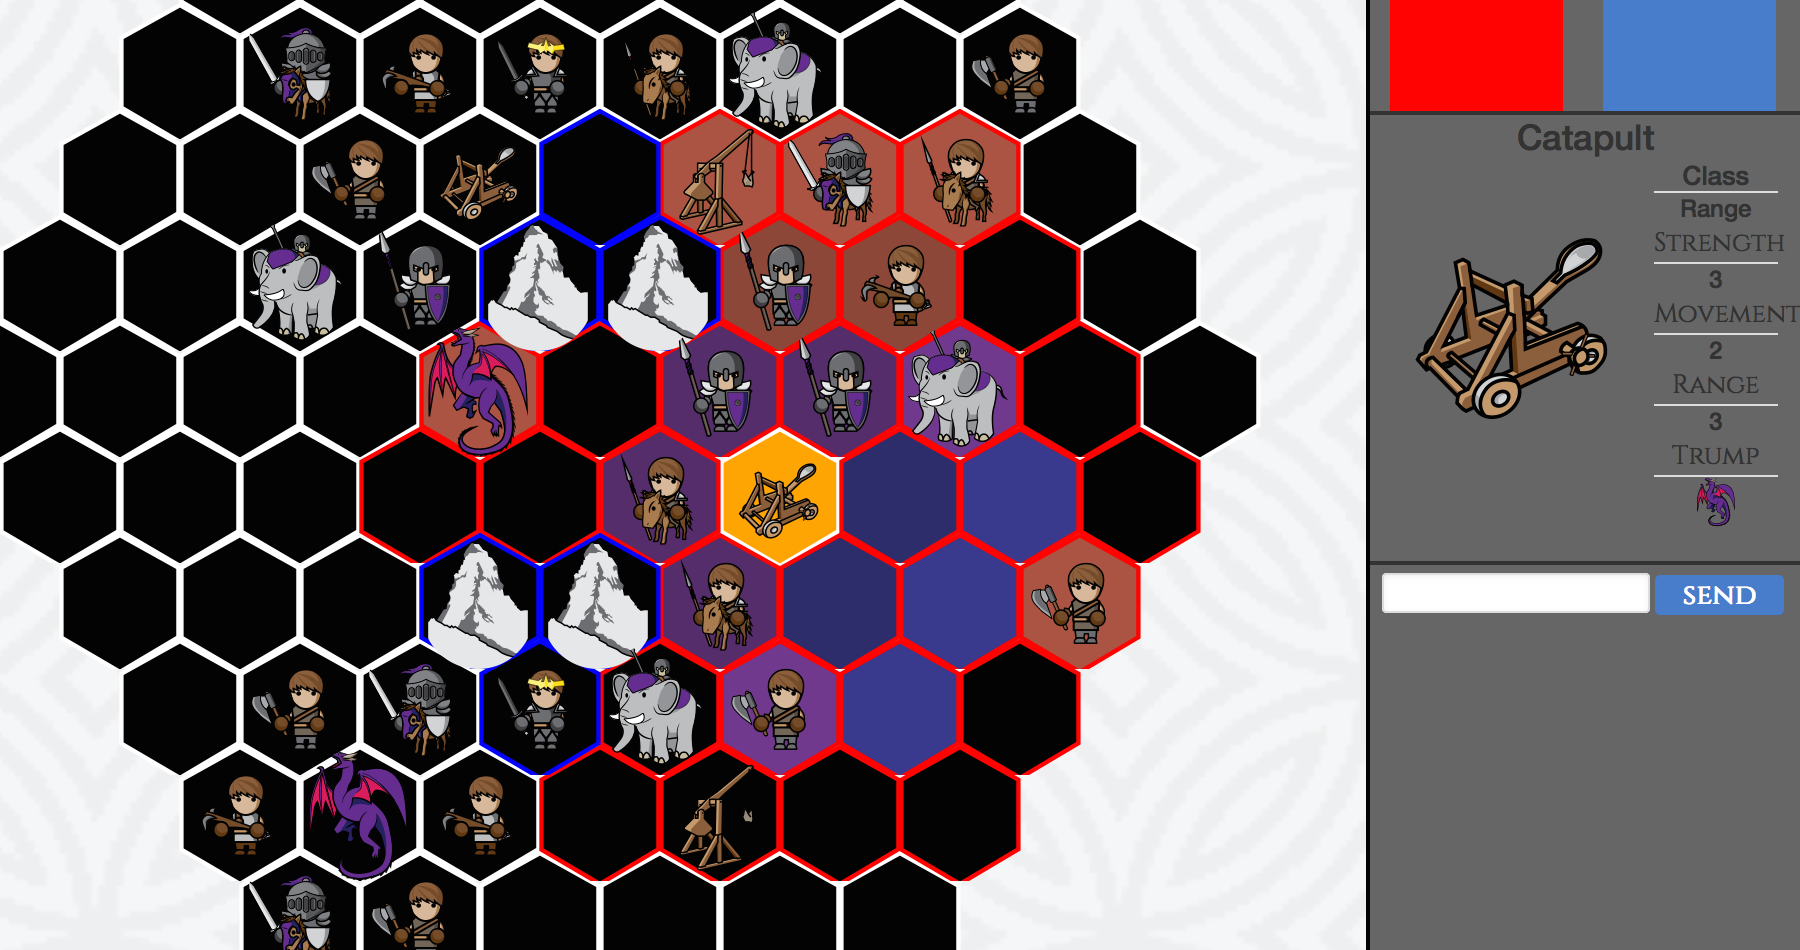 Catapult
Class
Range
STRENGTH
3
MOVEMENT
2
RANGE
3
TRUMP
SEND